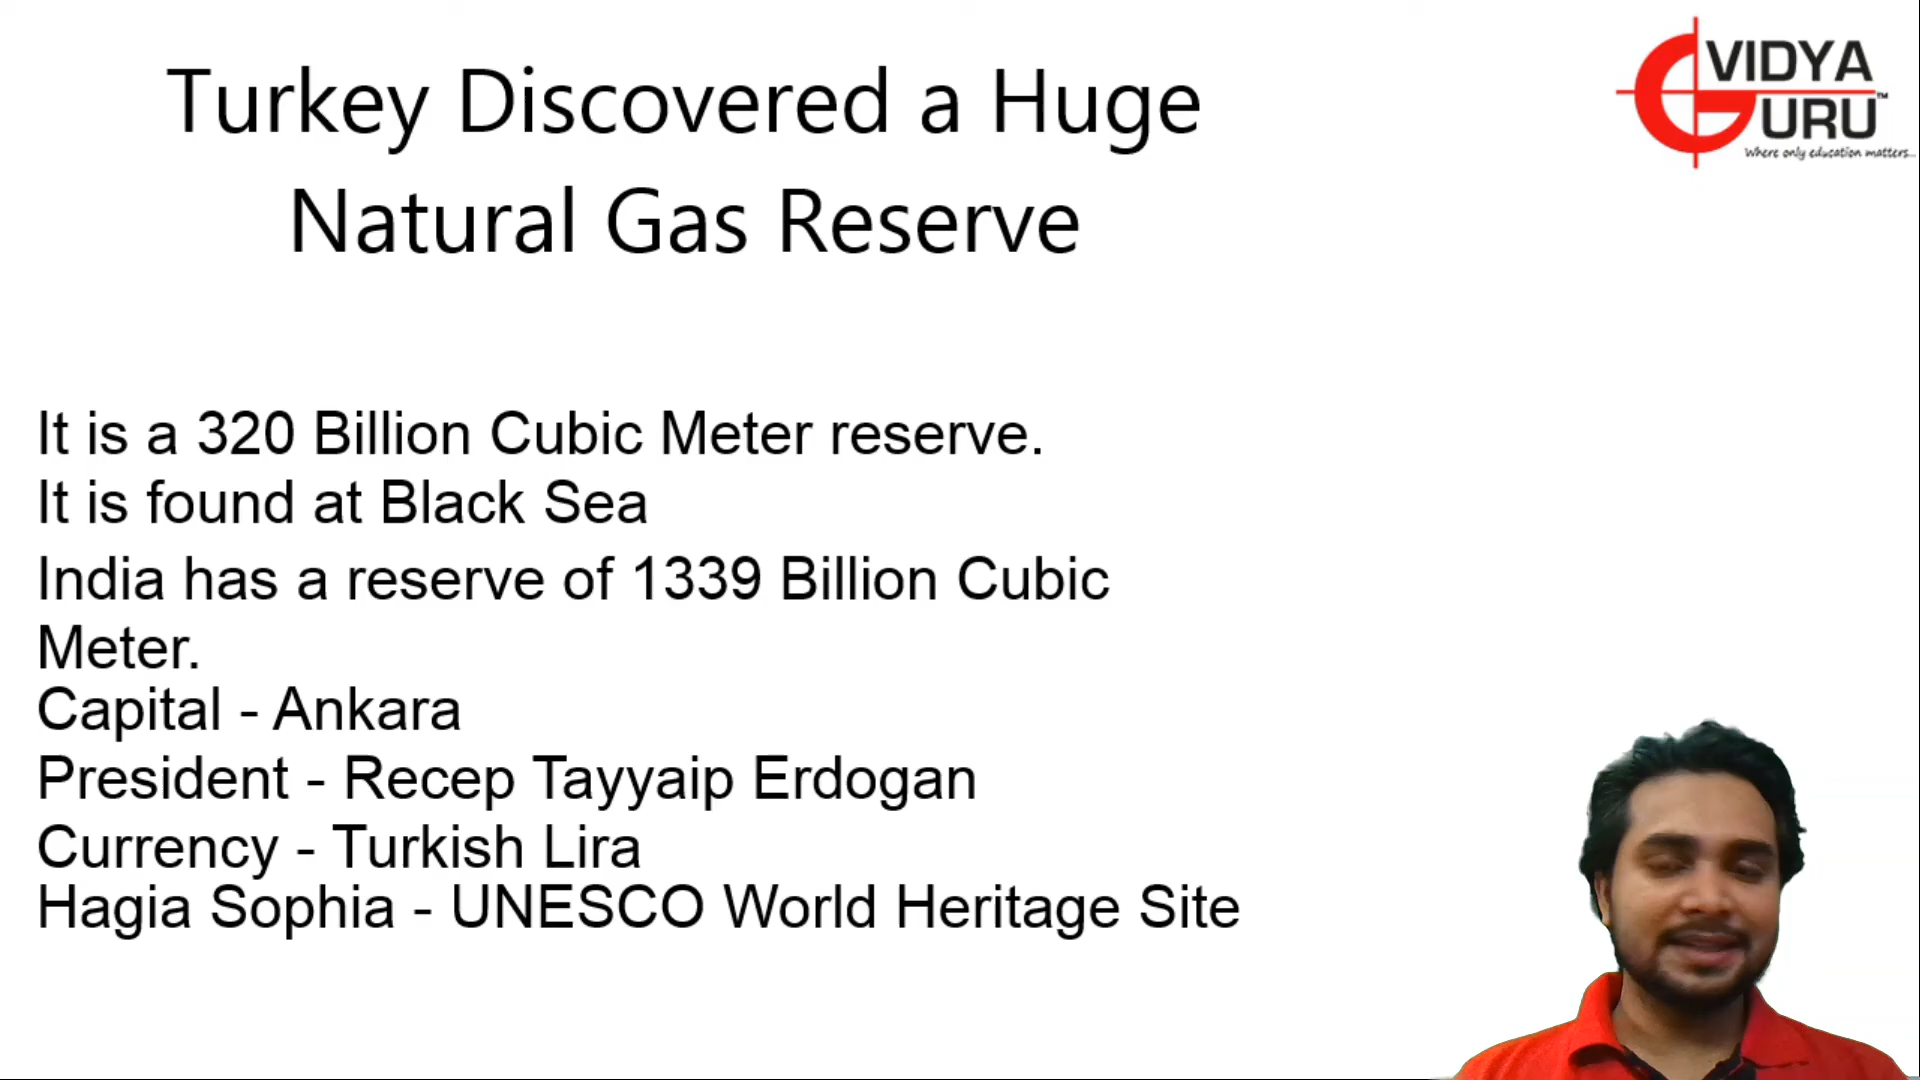 Turkey Discovered a Huge
Natural Gas Reserve
VIDYA
GURU™
Where only education matters...
It is a 320 Billion Cubic Meter reserve.
It is found at Black Sea
India has a reserve of 1339 Billion Cubic
Meter.
Capital - Ankara
President - Recep Tayyaip Erdogan
Currency - Turkish Lira
Hagia Sophia - UNESCO World Heritage Site